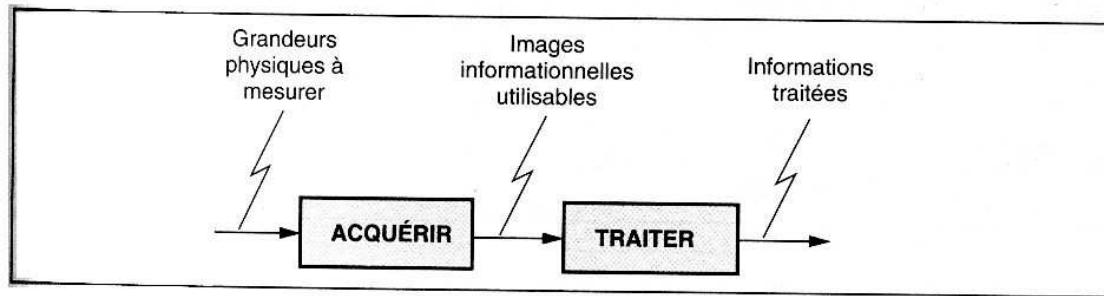 Grandeurs
physiques à
mesurer
Images
informationnelles
utilisables
Informations
traitées
ACQUÉRIR
TRAITER